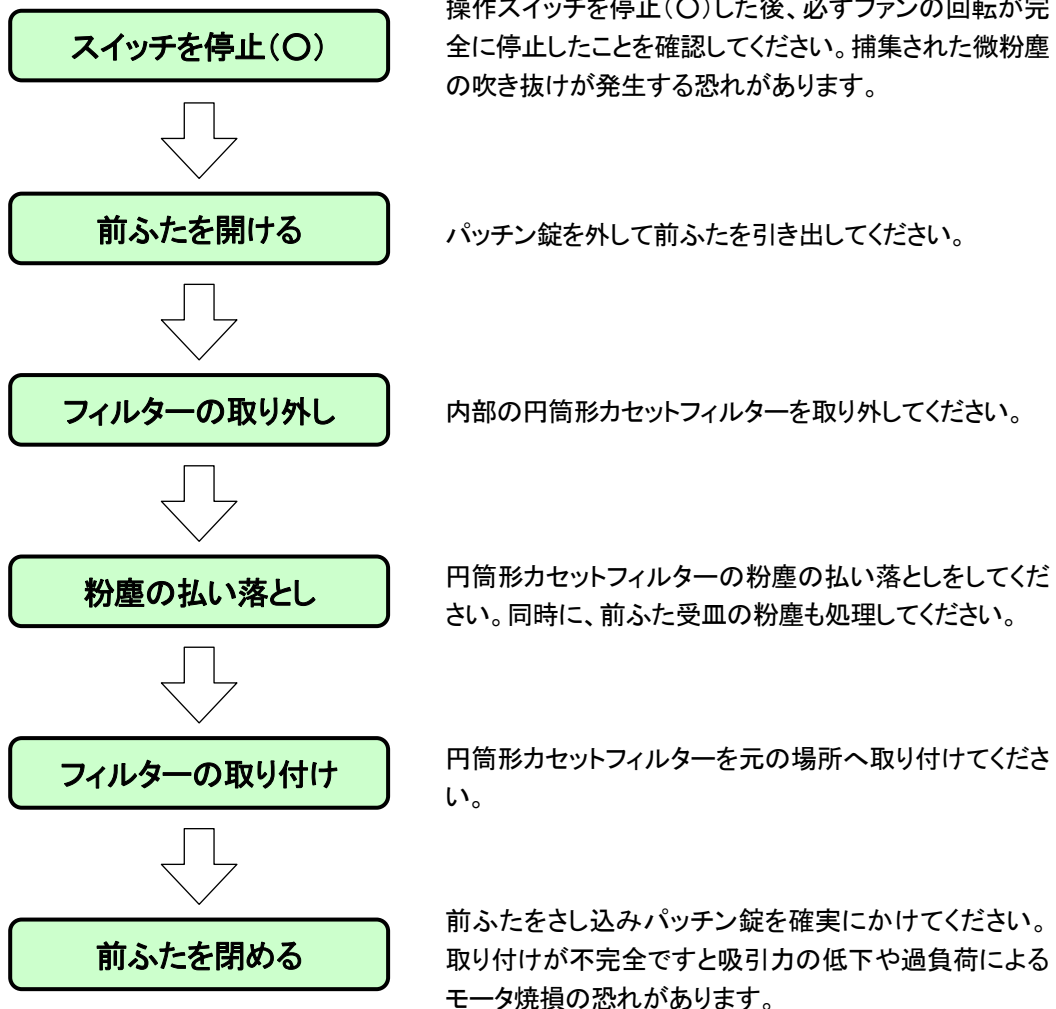 スイッチを停止(〇)
操作スイッチを停止(〇)した後、必ずファンの回転が完
全に停止したことを確認してください。捕集された微粉塵
の吹き抜けが発生する恐れがあります。
前ふたを開ける
パッチン錠を外して前ふたを引き出してください。
フィルターの取り外し
内部の円筒形カセットフィルターを取り外してください。
粉塵の払い落とし
円筒形カセットフィルターの粉塵の払い落としをしてくだ
さい。同時に、前ふた受皿の粉塵も処理してください。
フィルターの取り付け
円筒形カセットフィルターを元の場所へ取り付けてくださ
い。
前ふたを閉める
前ふたをさし込みパッチン錠を確実にかけてください。
取り付けが不完全ですと吸引力の低下や過負荷による
モータ焼損の恐れがあります。